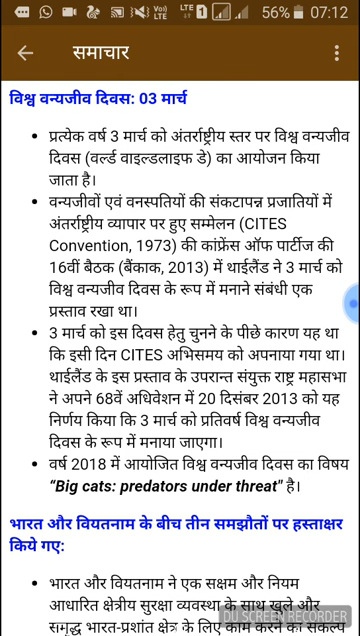 Voi) LTE LTE 1 56% 07:12
समाचार
विश्व वन्यजीव दिवस: 03 मार्च
• प्रत्येक वर्ष 3 मार्च को अंतर्राष्ट्रीय स्तर पर विश्व वन्यजीव
दिवस (वर्ल्ड वाइल्डलाइफ डे) का आयोजन किया
जाता है।
• वन्यजीवों एवं वनस्पतियों की संकटापन्न प्रजातियों में
अंतर्राष्ट्रीय व्यापार पर हुए सम्मेलन (CITES
Convention, 1973) की कांफ्रेंस ऑफ पार्टीज की
16वीं बैठक (बैंकाक, 2013) में थाईलैंड ने 3 मार्च को
विश्व वन्यजीव दिवस के रूप में मनाने संबंधी एक
प्रस्ताव रखा था।
• 3 मार्च को इस दिवस हेतु चुनने के पीछे कारण यह था
कि इसी दिन CITES अभिसमय को अपनाया गया था।
थाईलैंड के इस प्रस्ताव के उपरान्त संयुक्त राष्ट्र महासभा
ने अपने 68वें अधिवेशन में 20 दिसंबर 2013 को यह
निर्णय किया कि 3 मार्च को प्रतिवर्ष विश्व वन्यजीव
दिवस के रूप में मनाया जाएगा।
• वर्ष 2018 में आयोजित विश्व वन्यजीव दिवस का विषय
“Big cats: predators under threat” है।
भारत और वियतनाम के बीच तीन समझौतों पर हस्ताक्षर
किये गए:
• भारत और वियतनाम ने एक सक्षम और नियम
आधारित क्षेत्रीय सुरक्षा व्यवस्था के साथ खुले और
समृद्ध भारत-प्रशांत क्षेत्र के लिए काम करने का संकल्प
DU SCREEN RECORDER